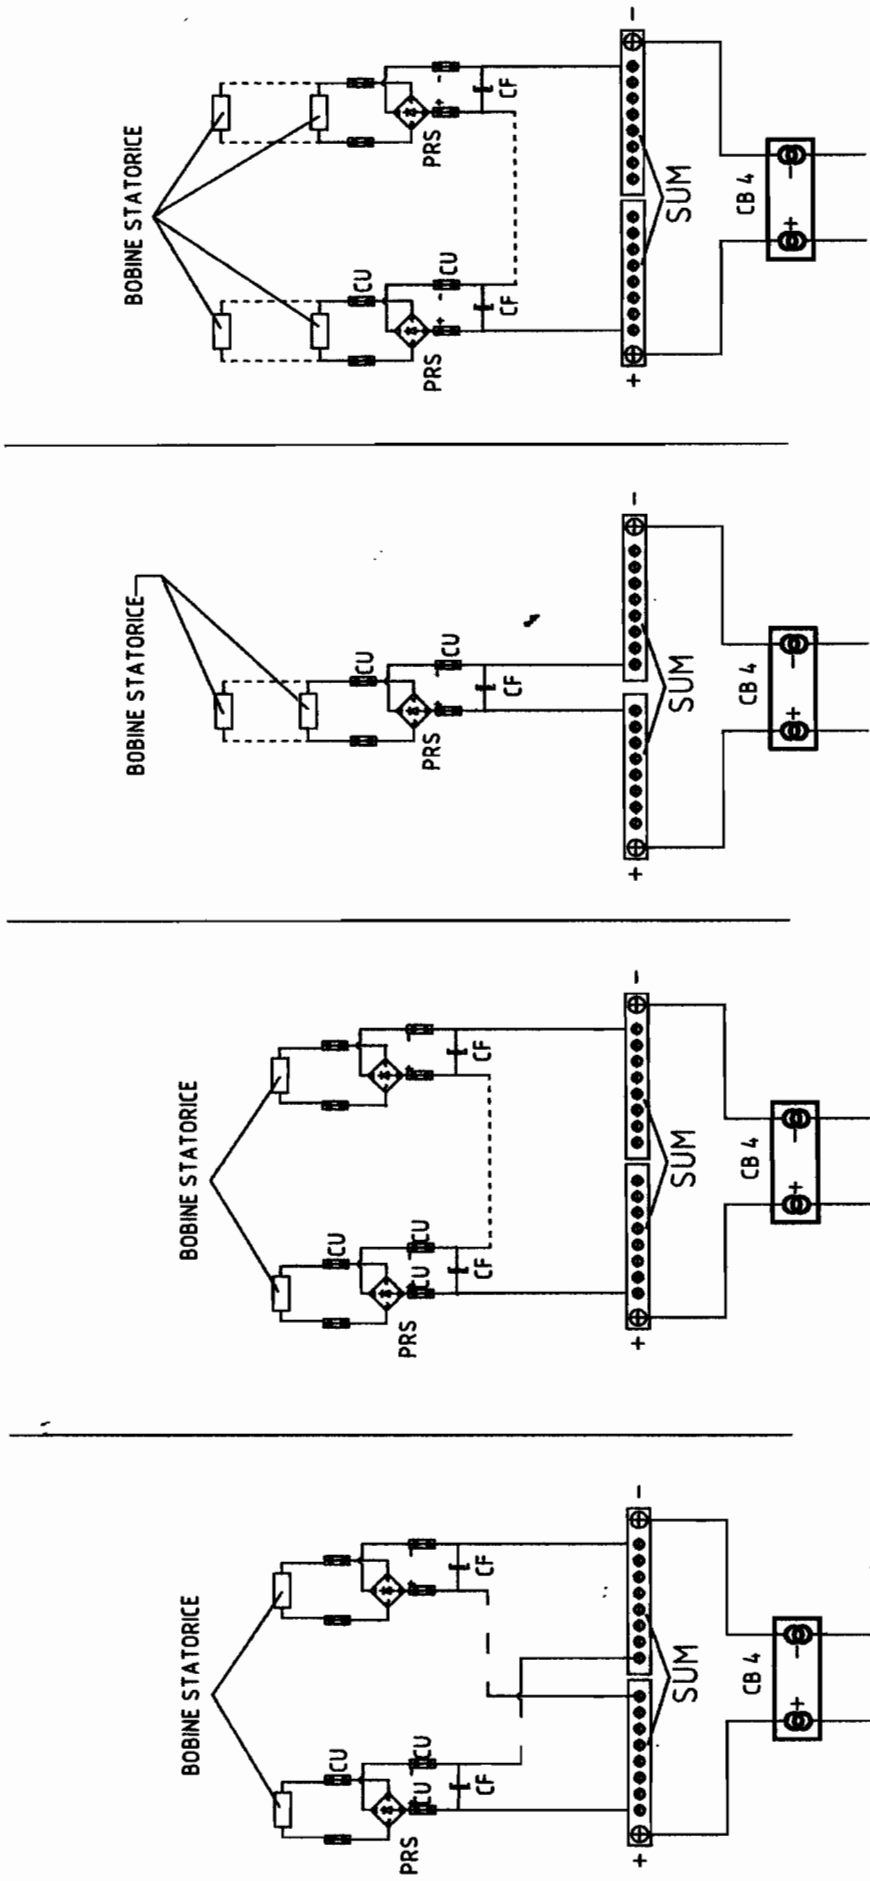 BOBINE STATORICE
CU
CU
CF
CF
PRS
PRS
+
-
+
-
+
-
SUM
CB 4
+
-
BOBINE STATORICE
CU
CU
CF
PRS
+
-
SUM
CB 4
+
-
BOBINE STATORICE
CU
CU
CU
CF
CF
PRS
+
-
SUM
CB 4
+
-
BOBINE STATORICE
CU
CU
CU
CF
CF
PRS
+
-
SUM
CB 4
+
-